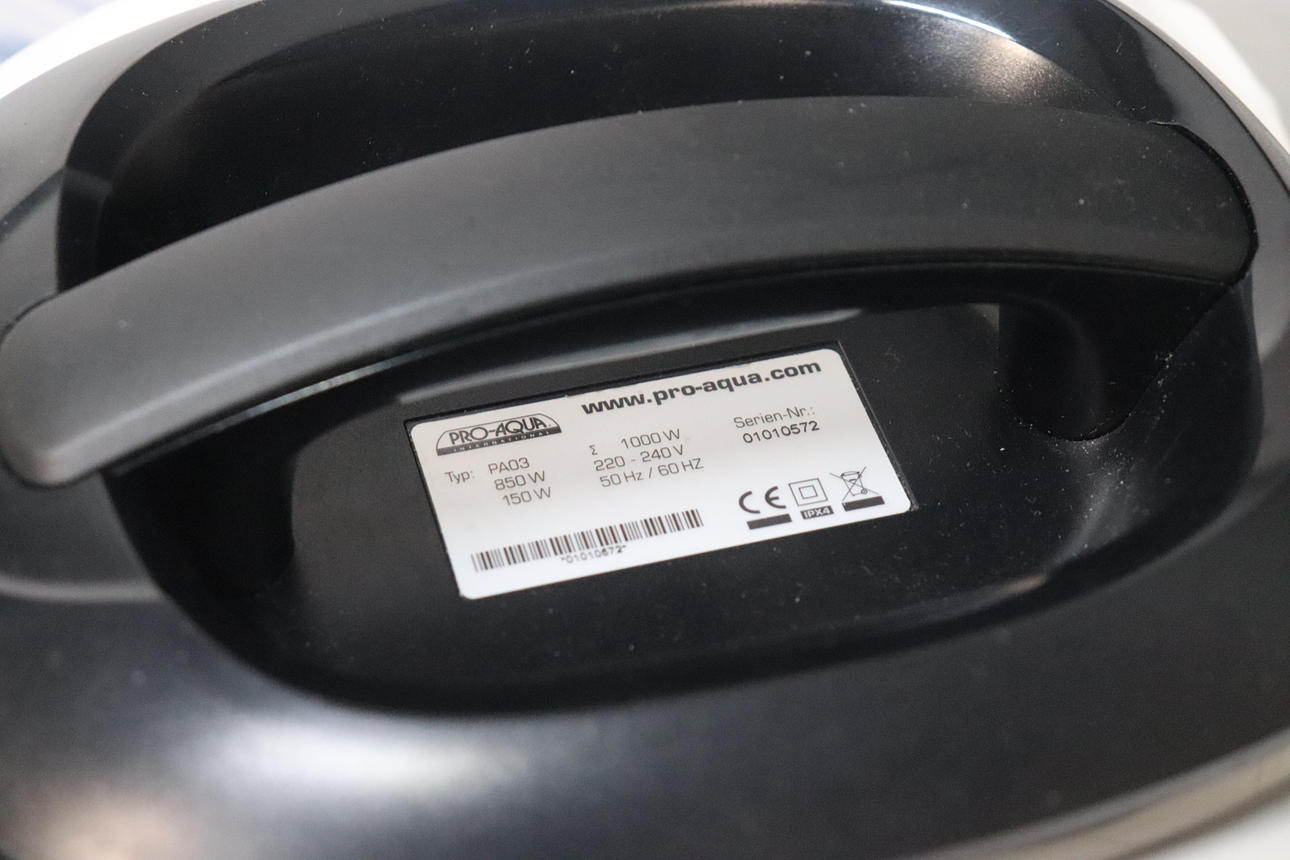 PRO-AQUA
INTERNATIONAL
www.pro-aqua.com
Typ: PA03
850 W
150 W
Σ 1000 W
220 - 240 V
50 Hz / 60 HZ
Serien-Nr.:
01010572
*01010572*
CE
IPX4